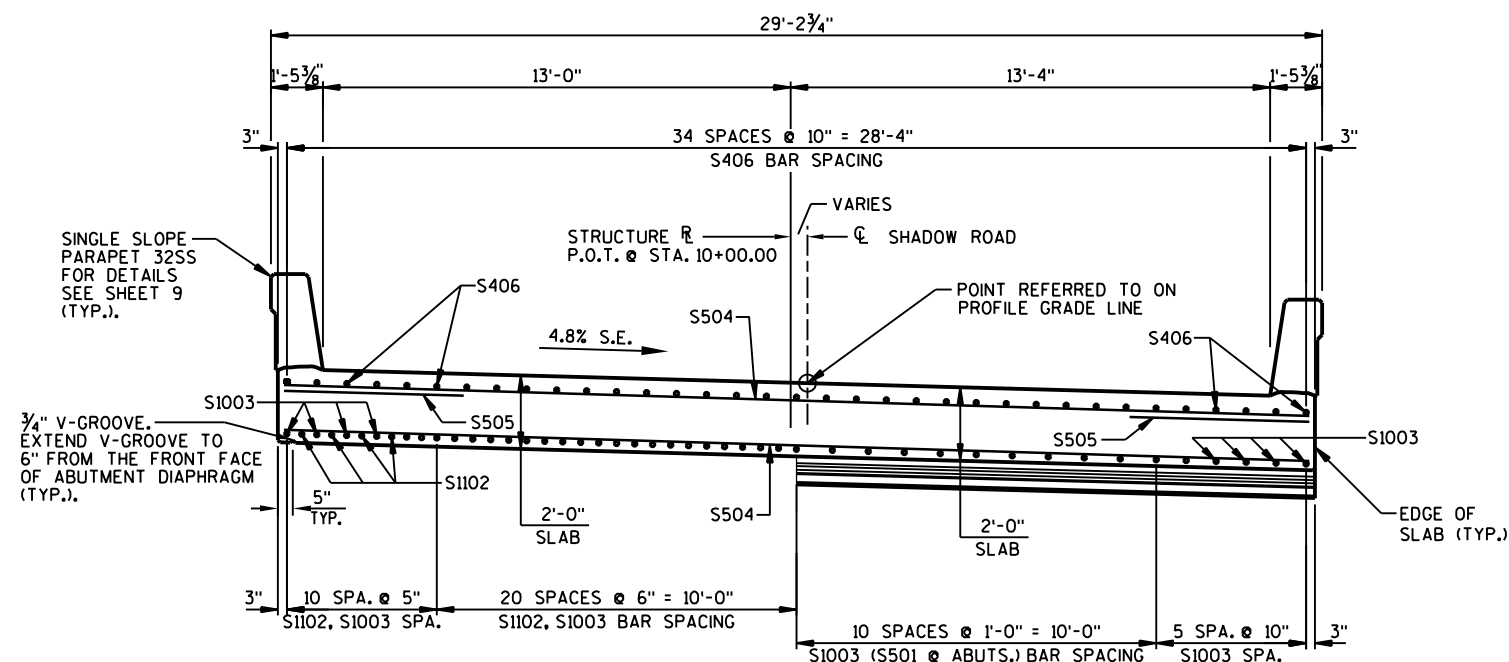 29'-2¾"
1'-5⅜"
13'-0"
13'-4"
1'-5⅜"
3"
34 SPACES @ 10" = 28'-4"
S406 BAR SPACING
3"
VARIES
STRUCTURE R̲L
P.O.T. @ STA. 10+00.00
℄ SHADOW ROAD
SINGLE SLOPE
PARAPET 32SS
FOR DETAILS
SEE SHEET 9
(TYP.).
S406
POINT REFERRED TO ON
PROFILE GRADE LINE
S504
4.8% S.E.
S406
S1003
S505
¾" V-GROOVE.
EXTEND V-GROOVE TO
6" FROM THE FRONT FACE
OF ABUTMENT DIAPHRAGM
(TYP.).
S505
S1003
S1102
5"
TYP.
S504
2'-0"
SLAB
2'-0"
SLAB
EDGE OF
SLAB (TYP.)
3"
10 SPA. @ 5"
S1102, S1003 SPA.
20 SPACES @ 6" = 10'-0"
S1102, S1003 BAR SPACING
10 SPACES @ 1'-0" = 10'-0"
S1003 (S501 @ ABUTS.) BAR SPACING
5 SPA. @ 10"
S1003 SPA.
3"